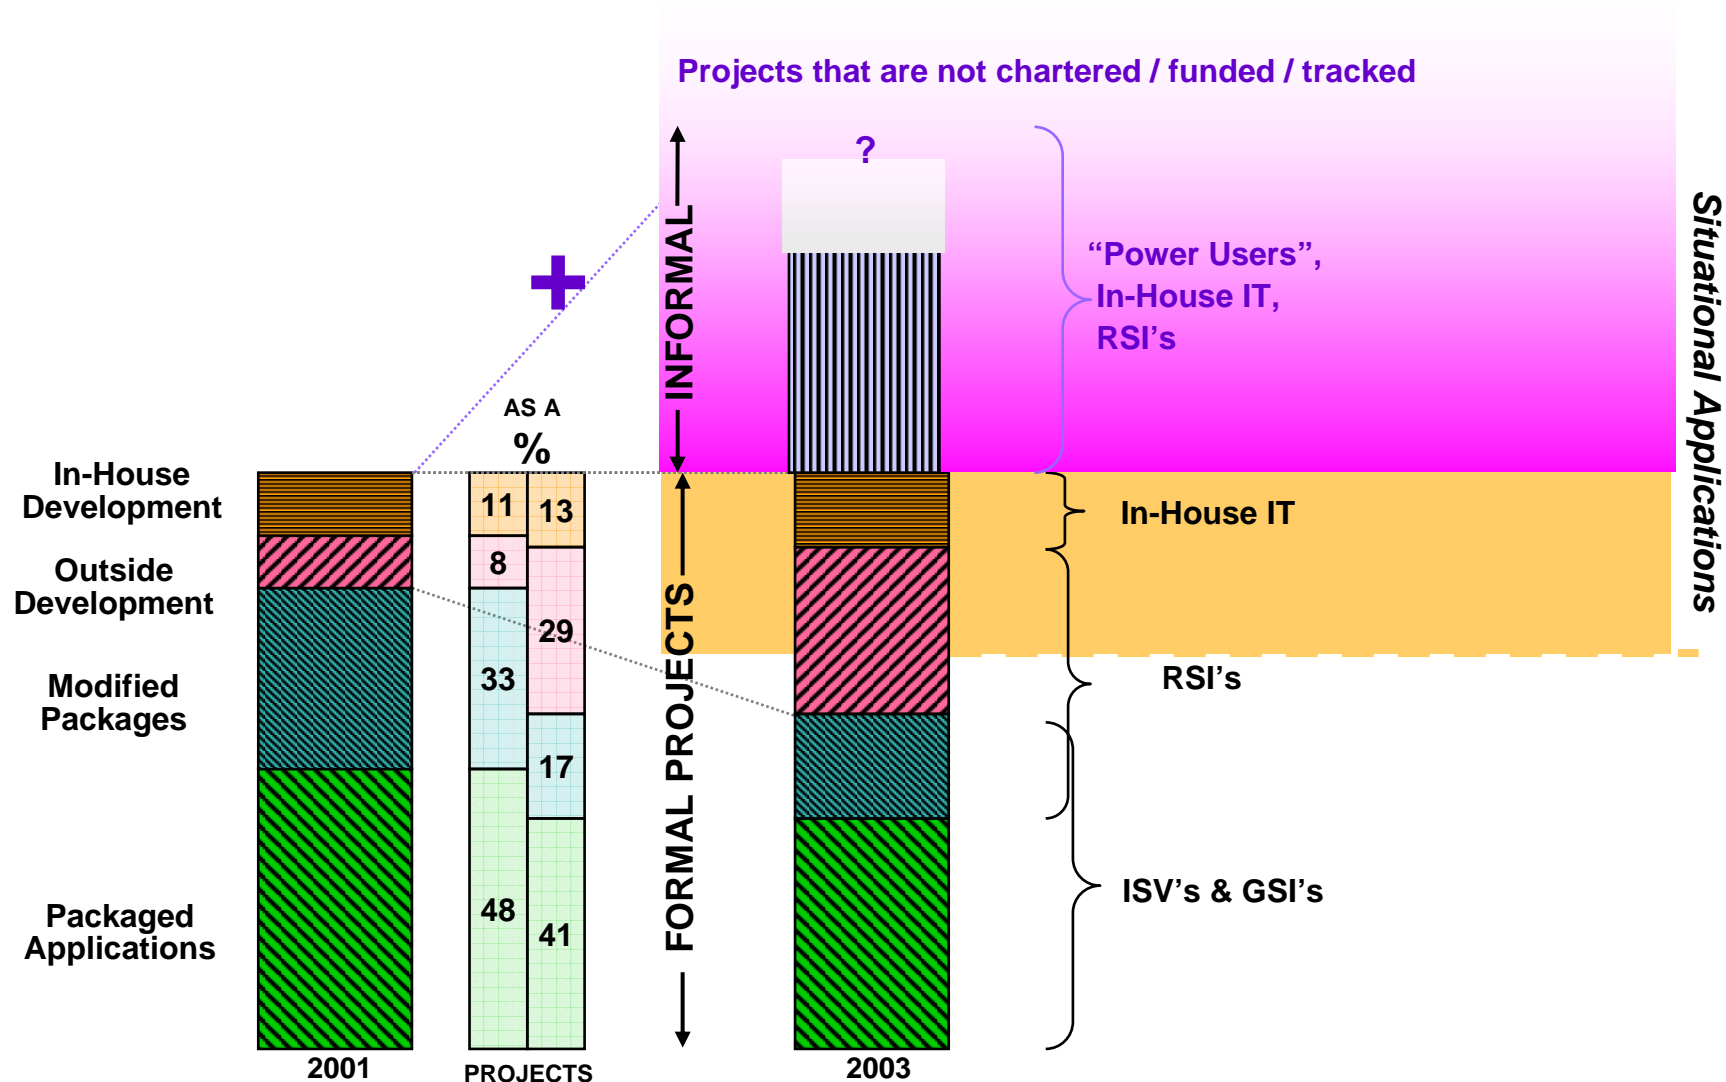 Projects that are not chartered / funded / tracked
?
INFORMAL
“Power Users”,
In-House IT,
RSI’s
Situational Applications
+
AS A
%
In-House
Development
11
13
In-House IT
Outside
Development
8
29
FORMAL PROJECTS
RSI’s
Modified
Packages
33
17
ISV’s & GSI’s
Packaged
Applications
48
41
2001
PROJECTS
2003